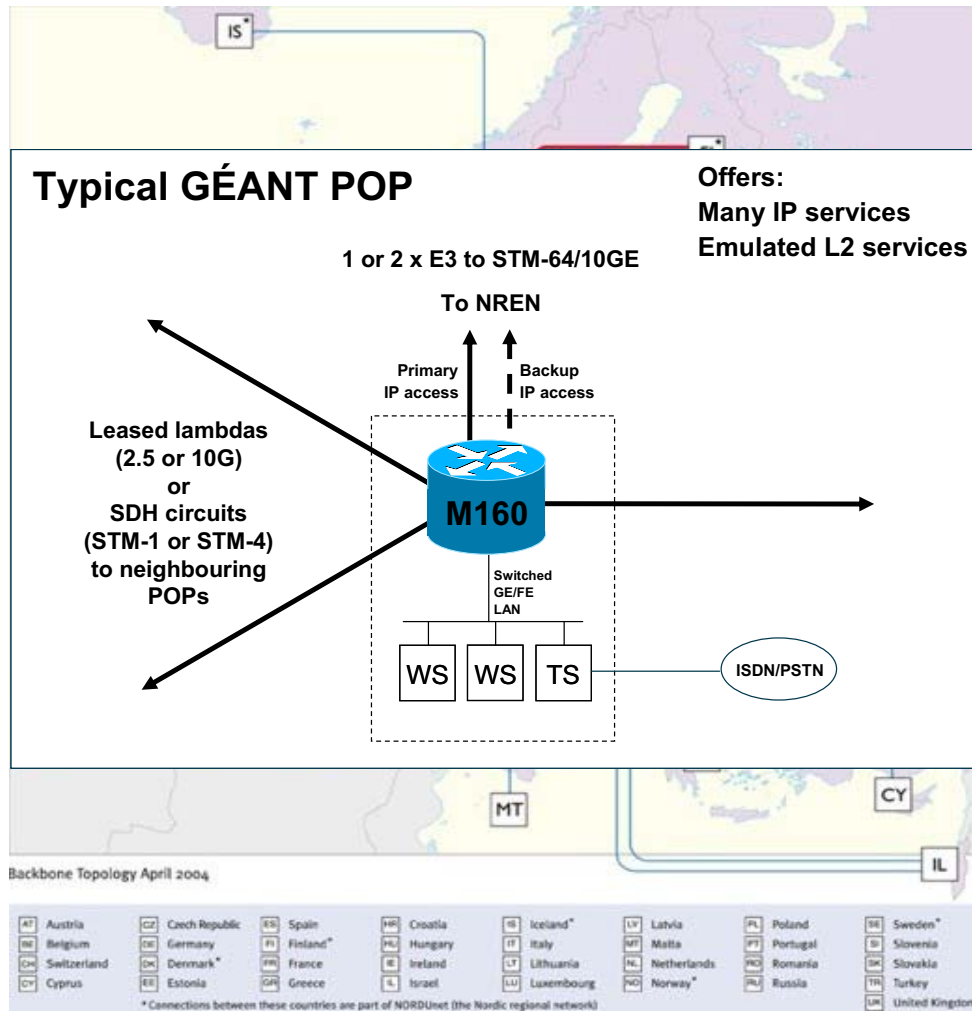 IS*
Typical GÉANT POP
Offers:
Many IP services
Emulated L2 services
1 or 2 x E3 to STM-64/10GE
To NREN
Primary
IP access
Backup
IP access
Leased lambdas
(2.5 or 10G)
or
SDH circuits
(STM-1 or STM-4)
to neighbouring
POPs
M160
Switched
GE/FE
LAN
WS
WS
TS
ISDN/PSTN
MT
CY
IL
Backbone Topology April 2004
AT Austria
BE Belgium
CH Switzerland
CY Cyprus
CZ Czech Republic
DE Germany
DK Denmark*
EE Estonia
ES Spain
FI Finland*
FR France
GR Greece
HR Croatia
HU Hungary
IE Ireland
IL Israel
IS Iceland*
IT Italy
LT Lithuania
LU Luxembourg
LV Latvia
MT Malta
NL Netherlands
NO Norway*
PL Poland
PT Portugal
RO Romania
RU Russia
SE Sweden*
SI Slovenia
SK Slovakia
TR Turkey
UK United Kingdom
*Connections between these countries are part of NORDUnet (the Nordic regional network)